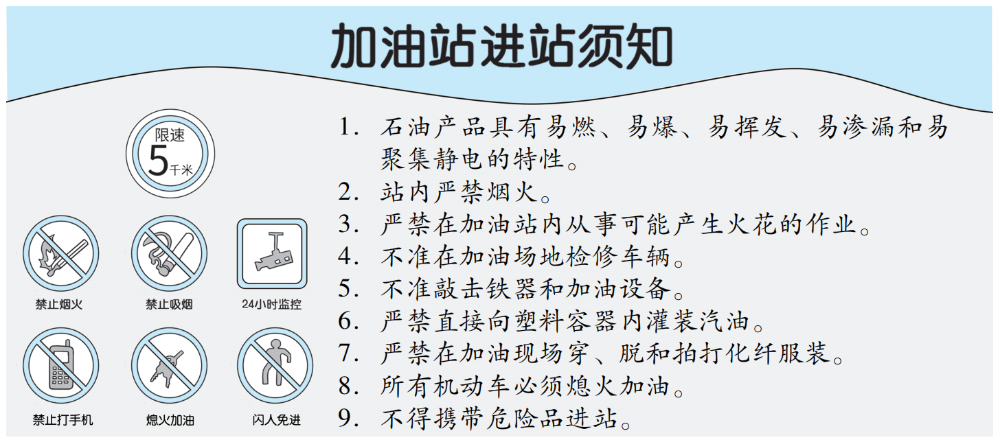 加油站进站须知
限速
5千米
禁止烟火
禁止吸烟
24小时监控
禁止打手机
熄火加油
闪人免进
1. 石油产品具有易燃、易爆、易挥发、易渗漏和易
聚集静电的特性。
2. 站内严禁烟火。
3. 严禁在加油站内从事可能产生火花的作业。
4. 不准在加油场地检修车辆。
5. 不准敲击铁器和加油设备。
6. 严禁直接向塑料容器内灌装汽油。
7. 严禁在加油现场穿、脱和拍打化纤服装。
8. 所有机动车必须熄火加油。
9. 不得携带危险品进站。